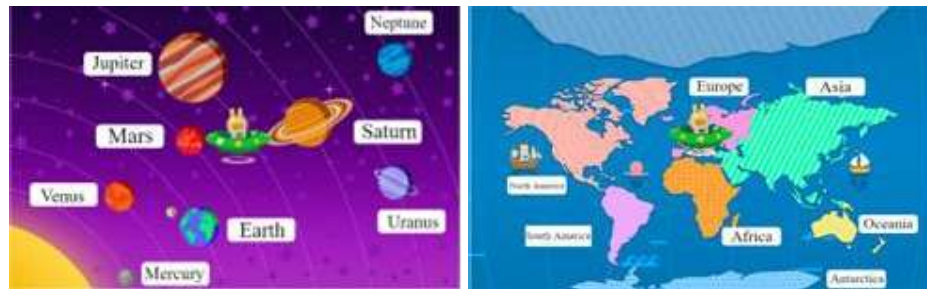 Neptune
Jupiter
Mars
Saturn
Venus
Earth
Uranus
Mercury
Europe
Asia
North America
South America
Africa
Oceania
Antarctica